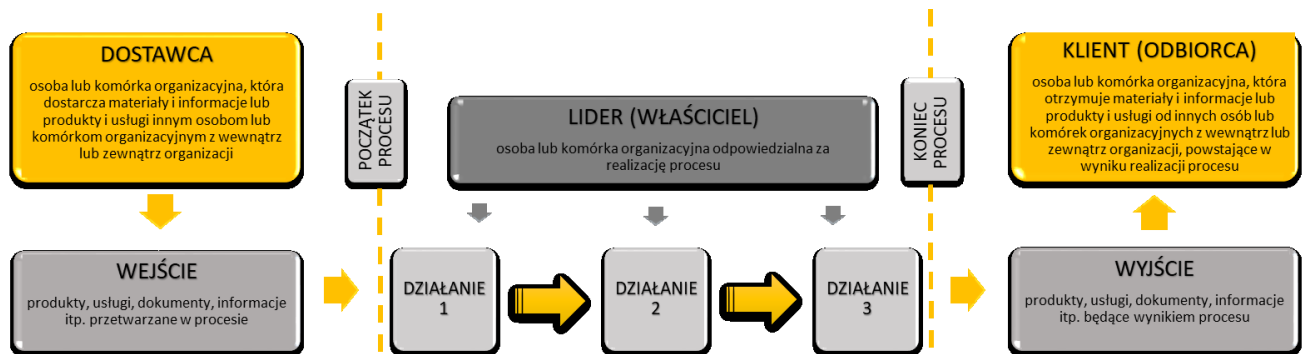 DOSTAWCA
osoba lub komórka organizacyjna, która
dostarcza materiały i informacje lub
produkty i usługi innym osobom lub
komórkom organizacyjnym z wewnątrz
lub zewnątrz organizacji
WEJŚCIE
produkty, usługi, dokumenty, informacje
itp. przetwarzane w procesie
POCZĄTEK
PROCESU
LIDER (WŁAŚCICIEL)
osoba lub komórka organizacyjna odpowiedzialna za
realizację procesu
DZIAŁANIE
1
DZIAŁANIE
2
DZIAŁANIE
3
KONIEC
PROCESU
KLIENT (ODBIORCA)
osoba lub komórka organizacyjna, która
otrzymuje materiały i informacje lub
produkty i usługi od innych osób lub
komórek organizacyjnych z wewnątrz lub
zewnątrz organizacji, powstające w
wyniku realizacji procesu
WYJŚCIE
produkty, usługi, dokumenty, informacje
itp. będące wynikiem procesu